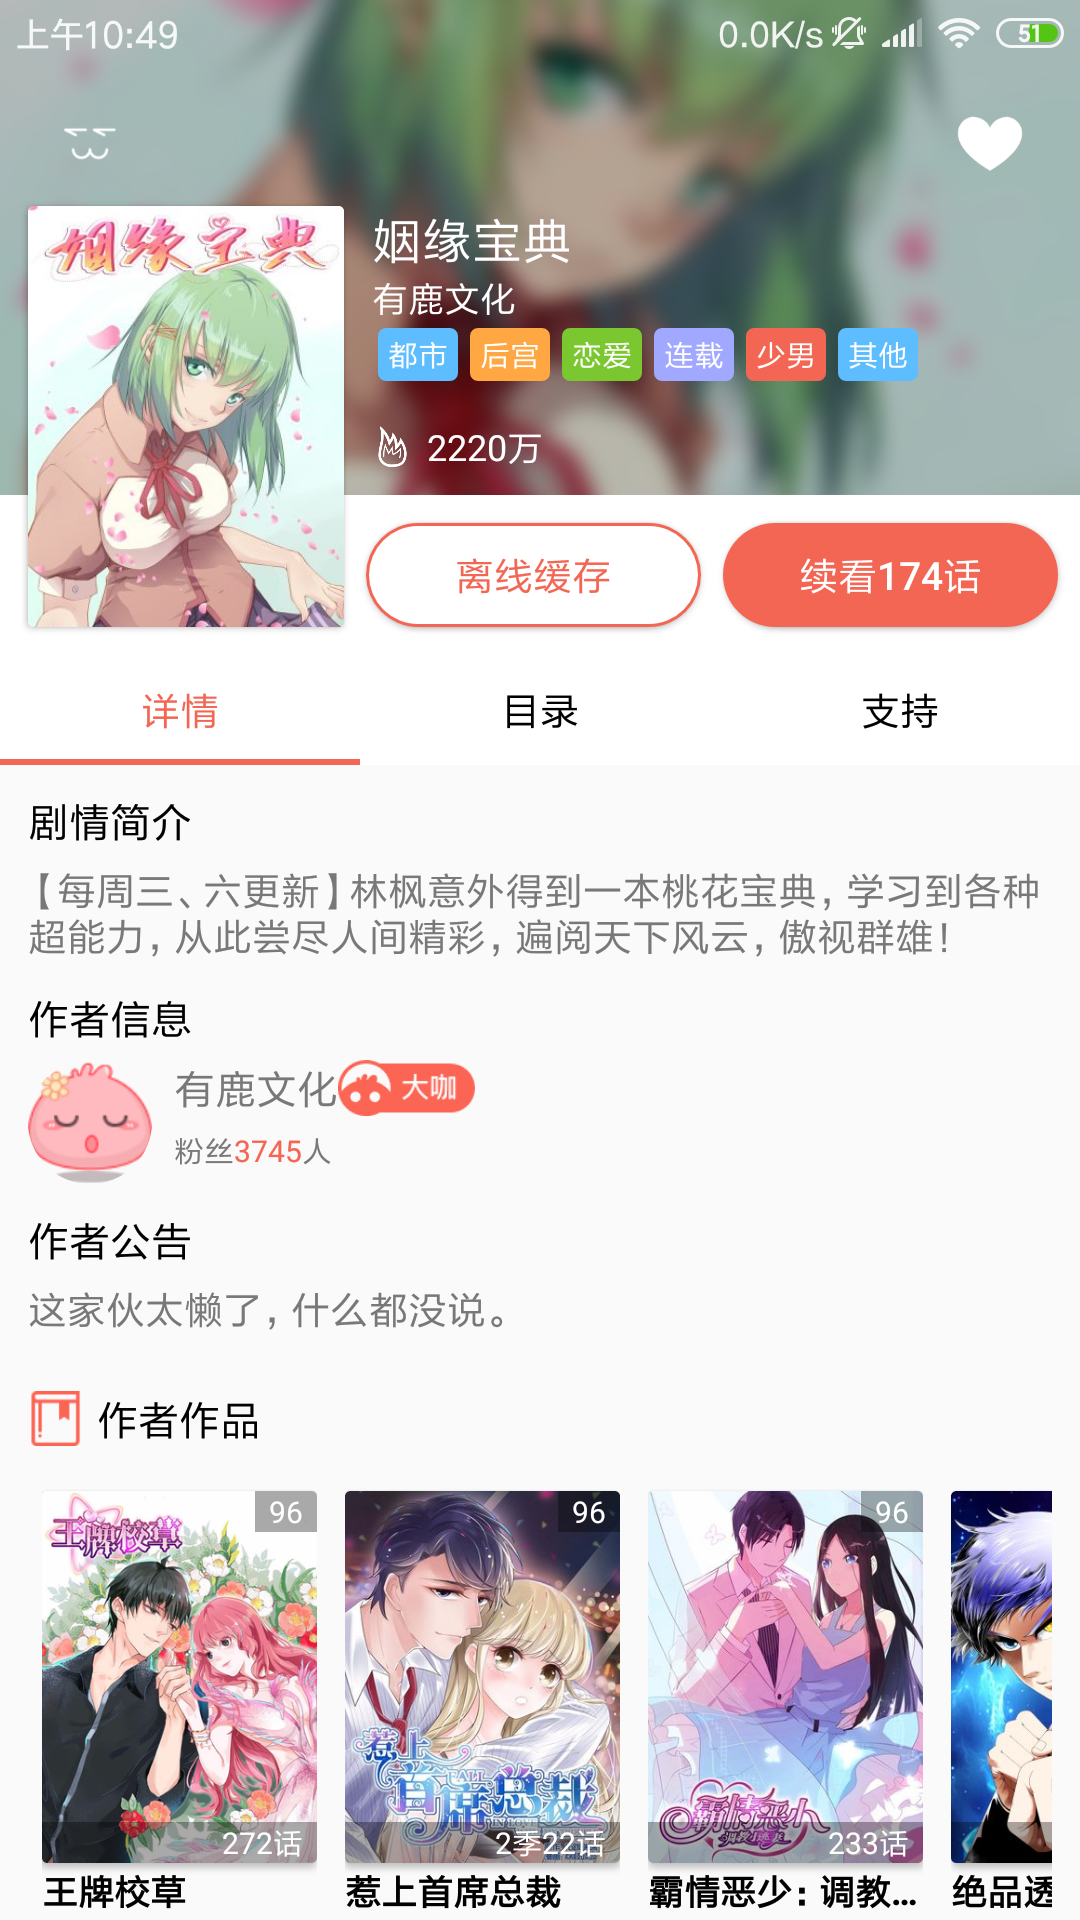 上午10:49
0.0K/s
51
姻缘宝典
姻缘宝典
有鹿文化
都市 后宫 恋爱 连载 少男 其他
2220万
离线缓存
续看174话
详情 目录 支持
剧情简介
【每周三、六更新】林枫意外得到一本桃花宝典，学习到各种
超能力，从此尝尽人间精彩，遍阅天下风云，傲视群雄！
作者信息
有鹿文化
大咖
粉丝3745人
作者公告
这家伙太懒了，什么都没说。
作者作品
96
王牌校草
272话
王牌校草
96
惹上
首席总裁
2季22话
惹上首席总裁
96
霸情恶少
233话
霸情恶少：调教...
绝品透